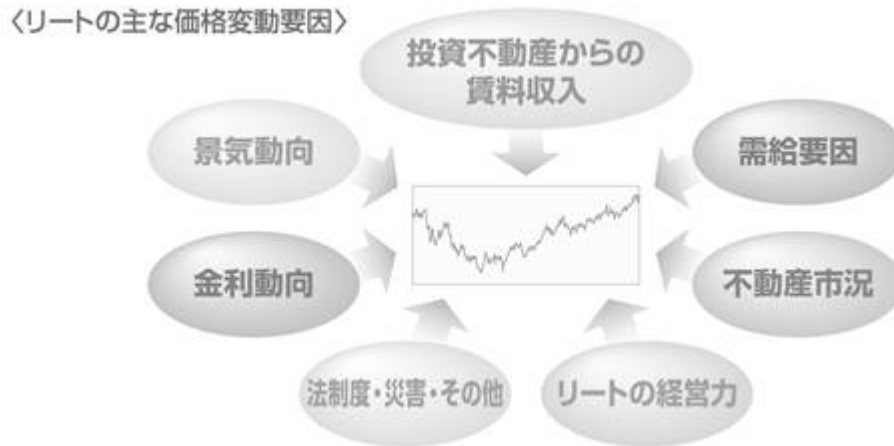 〈リートの主な価格変動要因〉
投資不動産からの
賃料収入
景気動向
需給要因
金利動向
不動産市況
法制度・災害・その他
リートの経営力